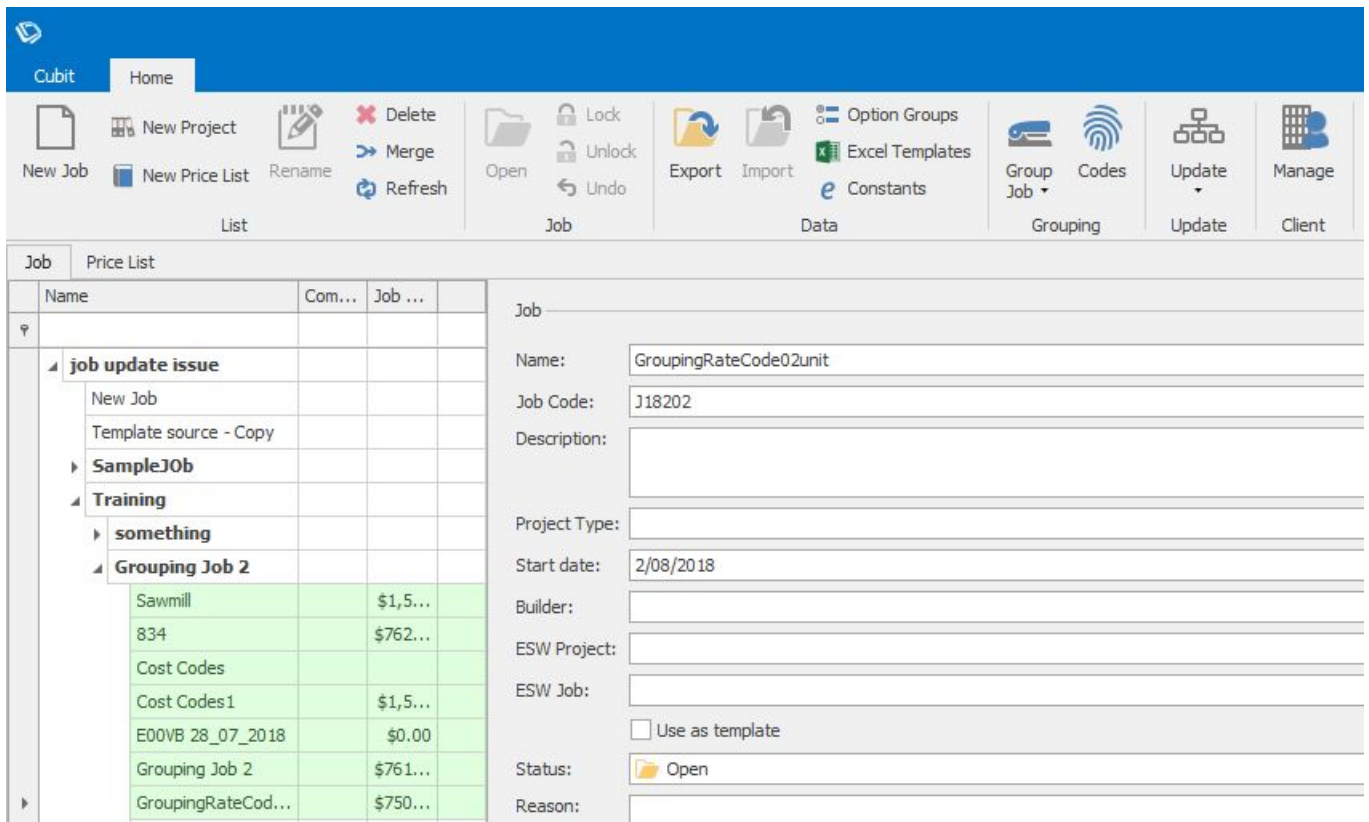 Cubit Home
New Job
New Project
New Price List
Rename
Delete
Merge
Refresh
List
Open
Lock
Unlock
Undo
Job
Export
Import
Option Groups
Excel Templates
Constants
Data
Group
Job
Codes
Grouping
Update
Update
Manage
Client
Job Price List
Name Com... Job ...
job update issue
New Job
Template source - Copy
SampleJOb
Training
something
Grouping Job 2
Sawmill $1,5...
834 $762...
Cost Codes
Cost Codes1 $1,5...
E00VB 28_07_2018 $0.00
Grouping Job 2 $761...
GroupingRateCod... $750...
Job
Name: GroupingRateCode02unit
Job Code: J18202
Description:
Project Type:
Start date: 2/08/2018
Builder:
ESW Project:
ESW Job:
Use as template
Status: Open
Reason: